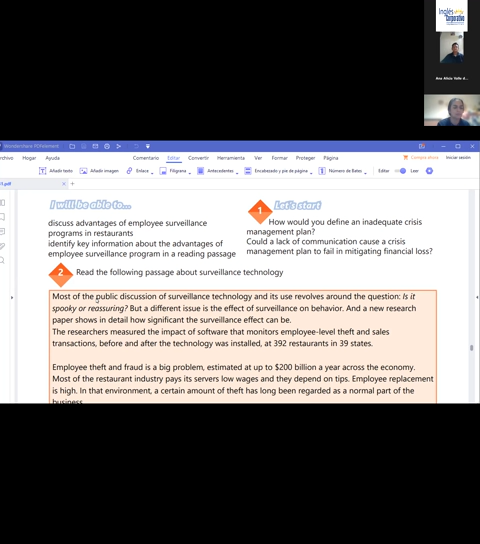 Inglés
Corporativo
Ana Alicia Tello d...
Wondershare PDFelement
Archivo Hogar Ayuda Comentario Editar Convertir Herramienta Ver Formar Proteger Página Compra ahora Iniciar sesión
Añadir texto Añadir imagen Enlace Filigrana Antecedentes Encabezado y pie de página Número de Bates Editar Leer
I will be able to...
Let's start
discuss advantages of employee surveillance
programs in restaurants
identify key information about the advantages of
employee surveillance program in a reading passage
1
How would you define an inadequate crisis
management plan?
Could a lack of communication cause a crisis
management plan to fail in mitigating financial loss?
2 Read the following passage about surveillance technology
Most of the public discussion of surveillance technology and its use revolves around the question: Is it
spooky or reassuring? But a different issue is the effect of surveillance on behavior. And a new research
paper shows in detail how significant the surveillance effect can be.
The researchers measured the impact of software that monitors employee-level theft and sales
transactions, before and after the technology was installed, at 392 restaurants in 39 states.
Employee theft and fraud is a big problem, estimated at up to $200 billion a year across the economy.
Most of the restaurant industry pays its servers low wages and they depend on tips. Employee replacement
is high. In that environment, a certain amount of theft has long been regarded as a normal part of the
business